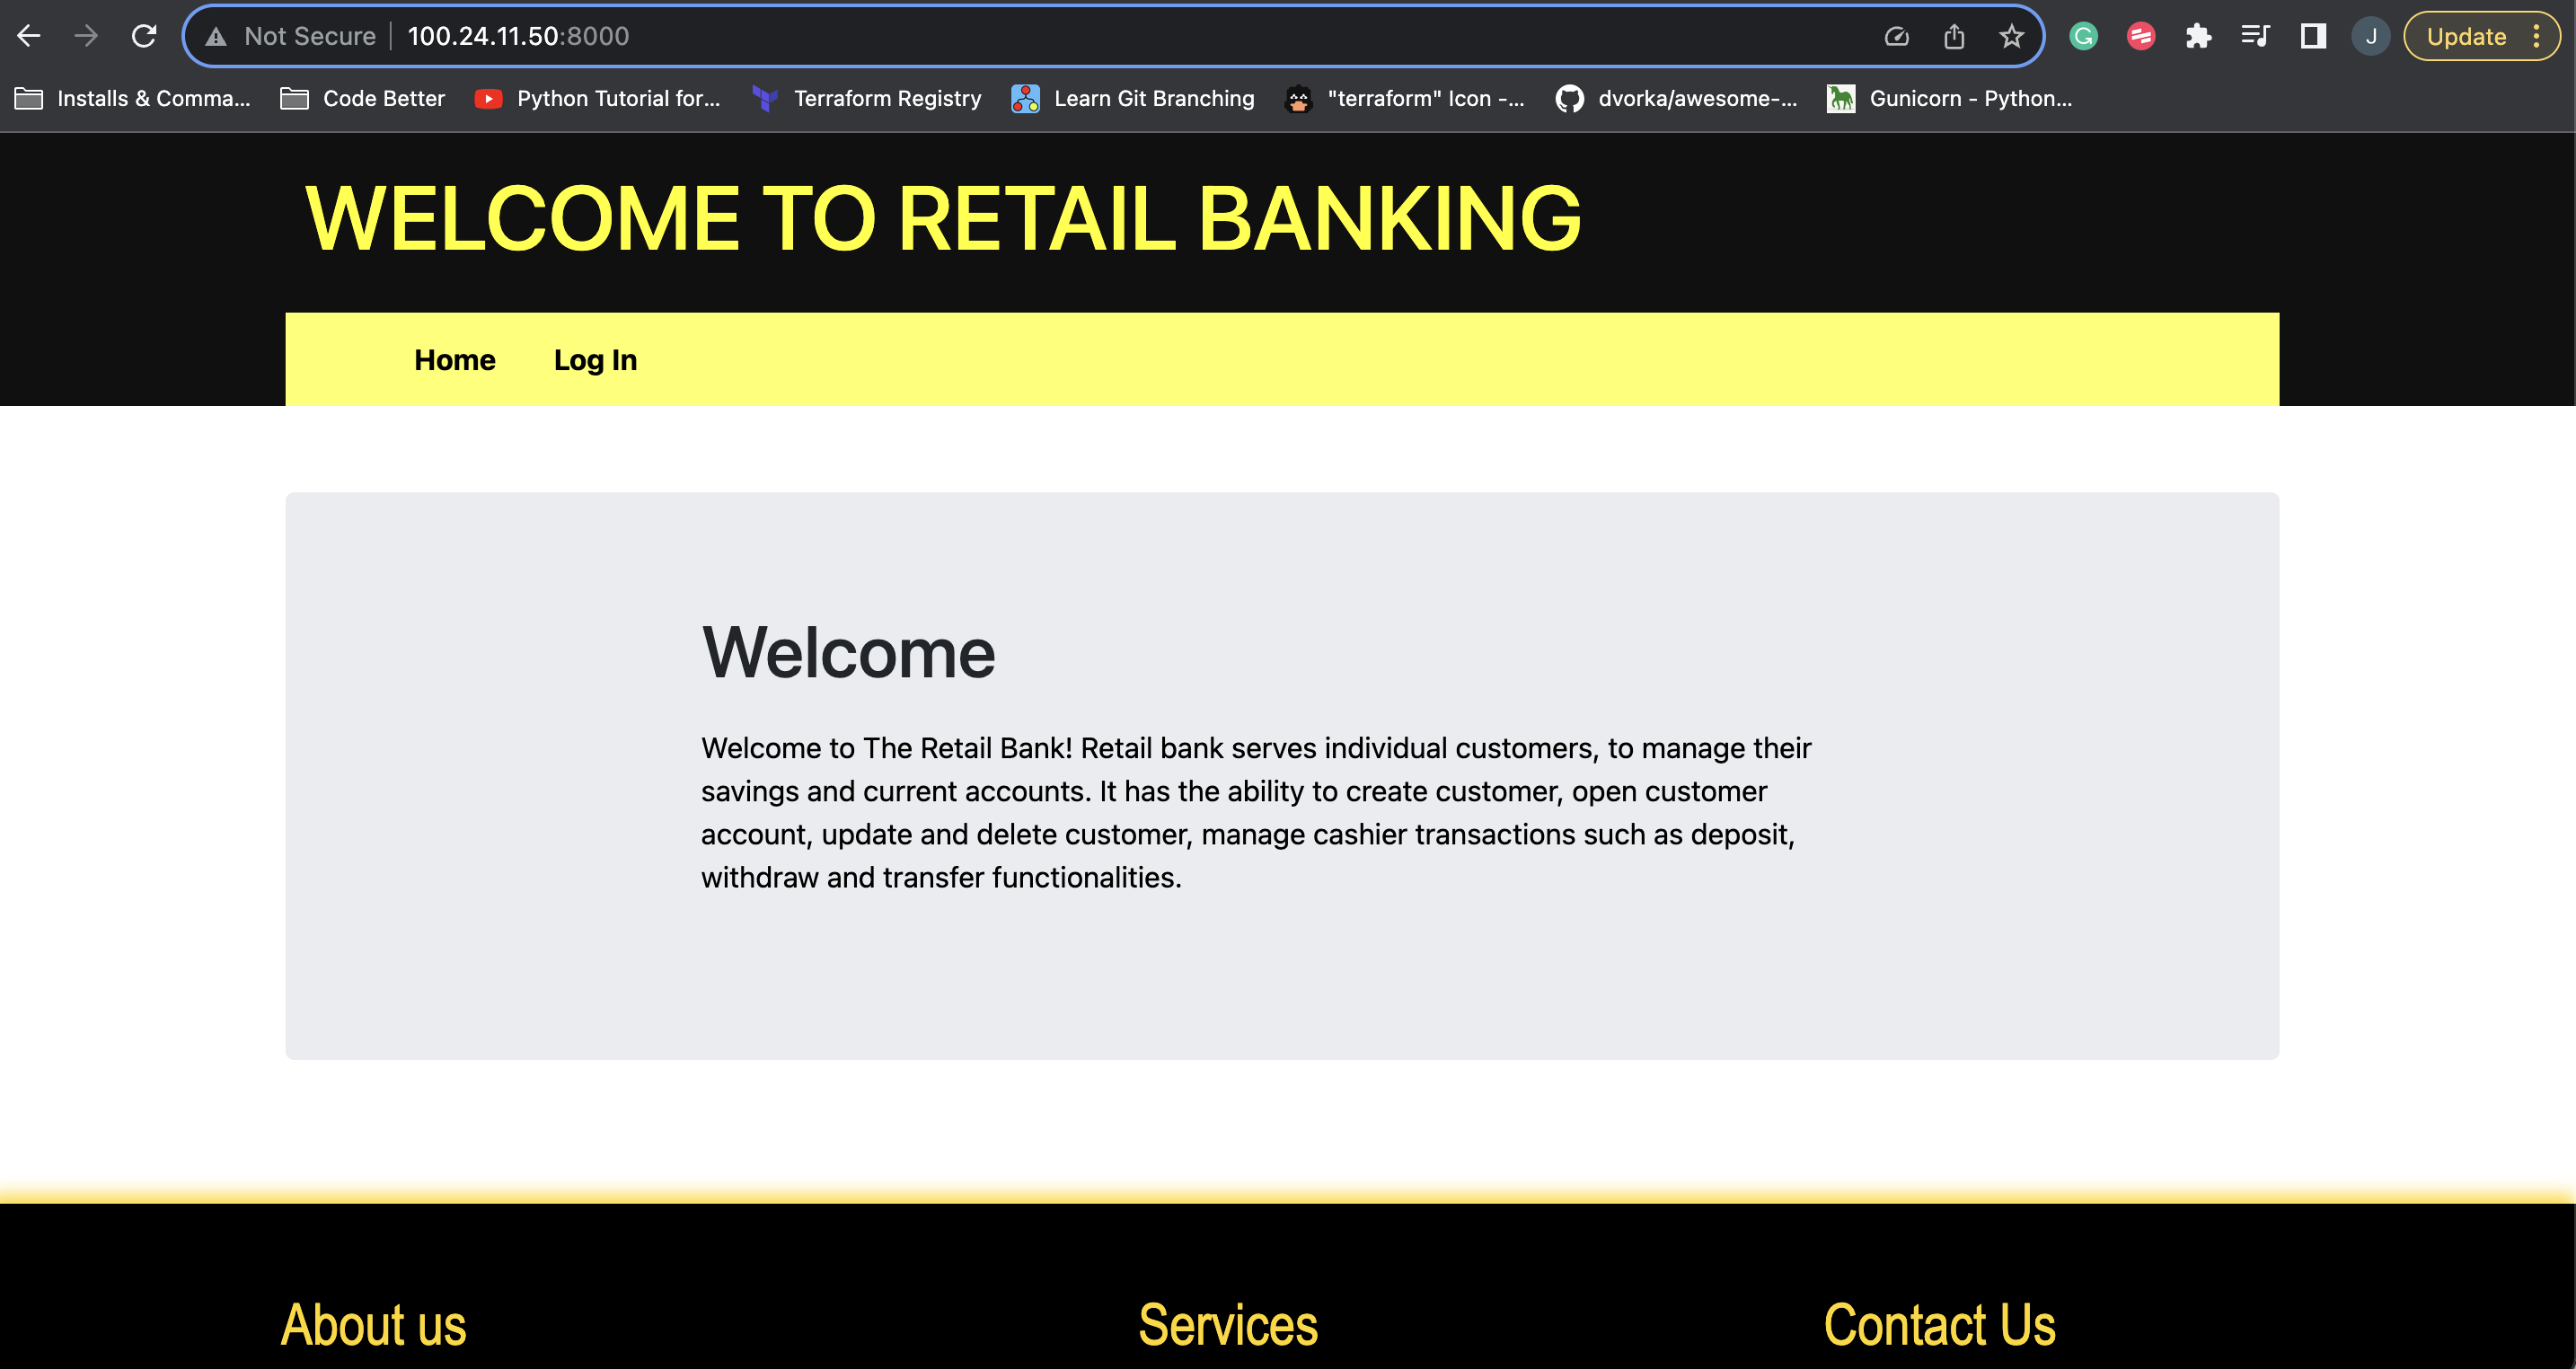 Not Secure | 100.24.11.50:8000
J
Update
Installs & Comma...
Code Better
Python Tutorial for...
Terraform Registry
Learn Git Branching
"terraform" Icon -...
dvorka/awesome-...
Gunicorn - Python...
WELCOME TO RETAIL BANKING
Home
Log In
Welcome
Welcome to The Retail Bank! Retail bank serves individual customers, to manage their
savings and current accounts. It has the ability to create customer, open customer
account, update and delete customer, manage cashier transactions such as deposit,
withdraw and transfer functionalities.
About us
Services
Contact Us